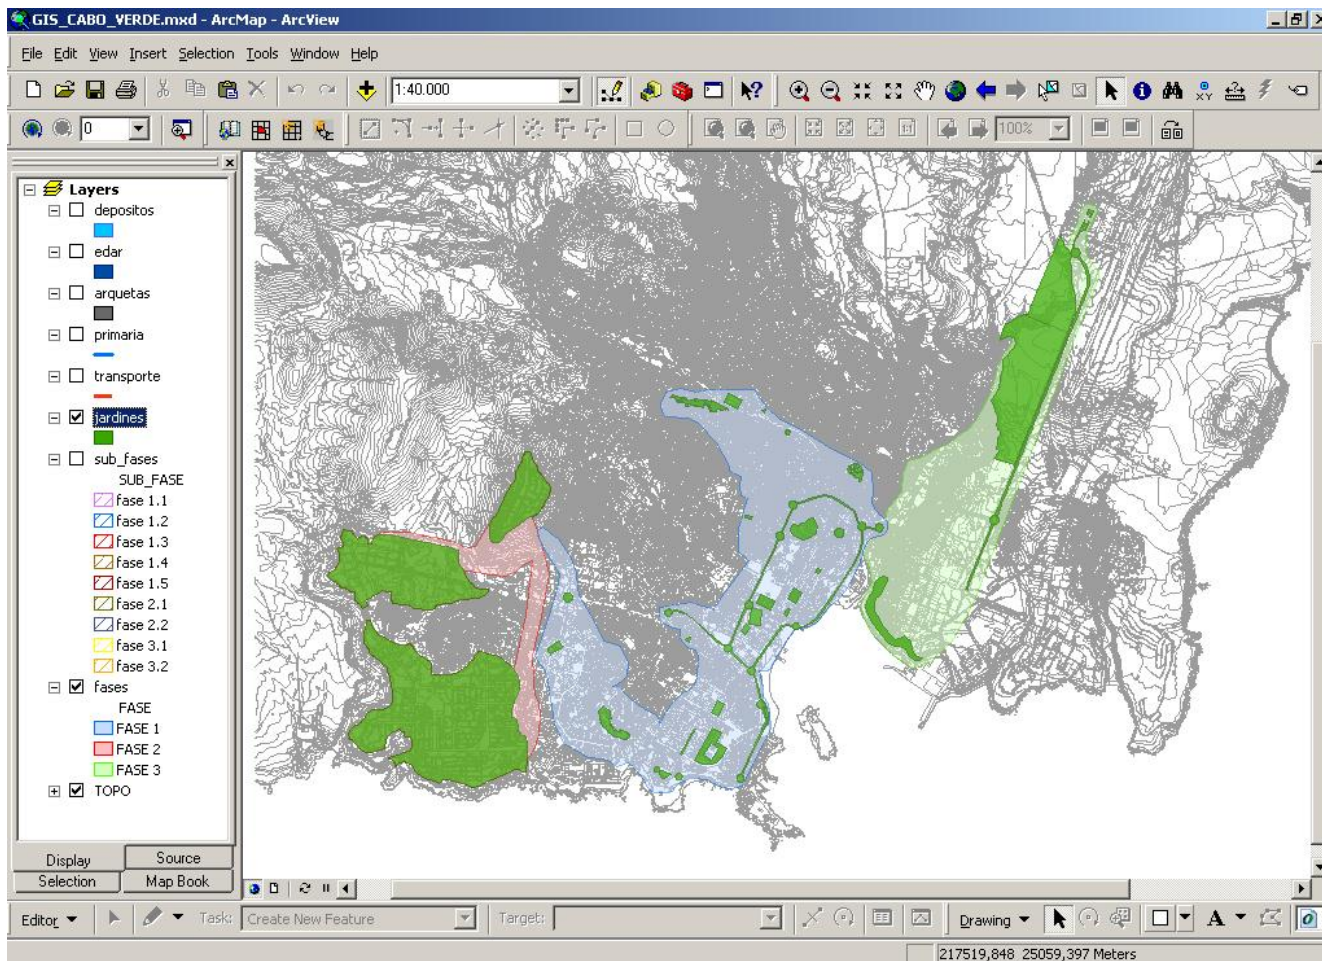 GIS_CABO_VERDE.mxd - ArcMap - ArcView
File Edit View Insert Selection Tools Window Help
1:40.000
XY
0
1:1
100%
Layers
depositos
edar
arquetas
primaria
transporte
jardines
sub_fases
SUB_FASE
fase 1.1
fase 1.2
fase 1.3
fase 1.4
fase 1.5
fase 2.1
fase 2.2
fase 3.1
fase 3.2
fases
FASE
FASE 1
FASE 2
FASE 3
TOPO
Display Source
Selection Map Book
Editor Task: Create New Feature Target: Drawing A
217519,848 25059,397 Meters